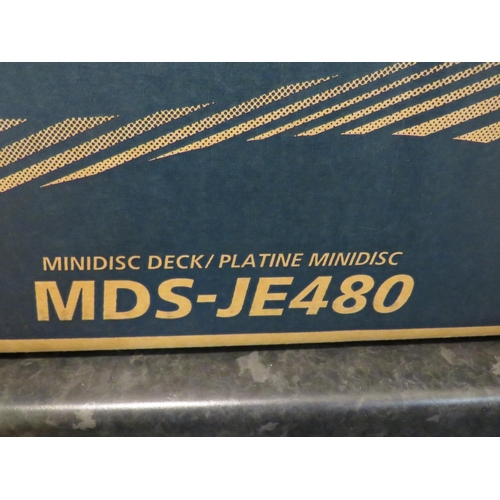 MINIDISC DECK/ PLATINE MINIDISC
MDS-JE480